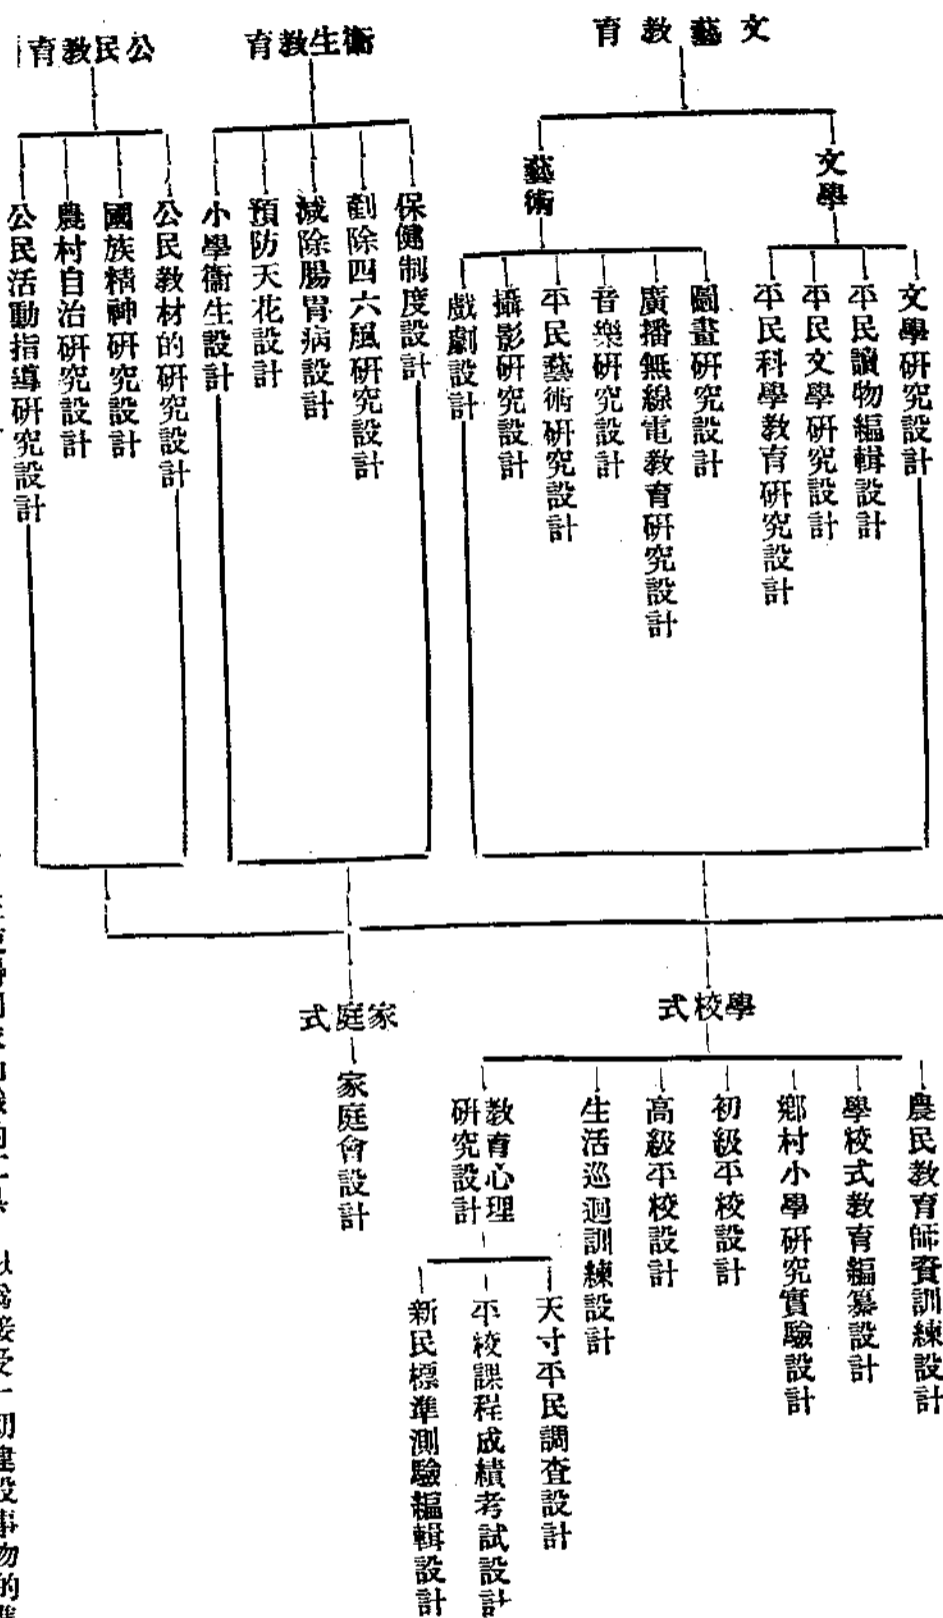 文藝教育
文學
文學研究設計
平民讀物編輯設計
平民文學研究設計
平民科學教育研究設計
藝術
圖畫研究設計
廣播無線電教育研究設計
音樂研究設計
平民藝術研究設計
攝影研究設計
戲劇設計
衞生教育
保健制度設計
剷除四六風研究設計
減除腸胃病設計
預防天花設計
小學衞生設計
公民教育
公民教材的研究設計
國族精神研究設計
農村自治研究設計
公民活動指導研究設計
學校式
農民教育師資訓練設計
學校式教育編纂設計
鄉村小學研究實驗設計
初級平校設計
高級平校設計
生活巡迴訓練設計
教育心理
研究設計
天才平民調查設計
平校課程成績考試設計
新民標準測驗編輯設計
家庭式
家庭會設計
以爲接受一切建設事物的